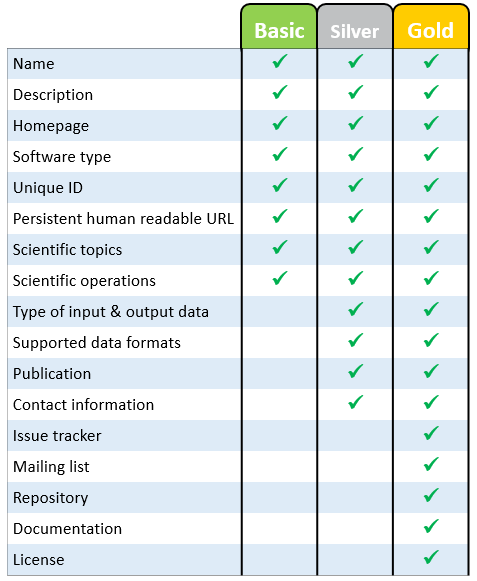 Basic Silver Gold
Name ✓ ✓ ✓
Description ✓ ✓ ✓
Homepage ✓ ✓ ✓
Software type ✓ ✓ ✓
Unique ID ✓ ✓ ✓
Persistent human readable URL ✓ ✓ ✓
Scientific topics ✓ ✓ ✓
Scientific operations ✓ ✓ ✓
Type of input & output data ✓ ✓
Supported data formats ✓ ✓
Publication ✓ ✓
Contact information ✓ ✓
Issue tracker ✓
Mailing list ✓
Repository ✓
Documentation ✓
License ✓